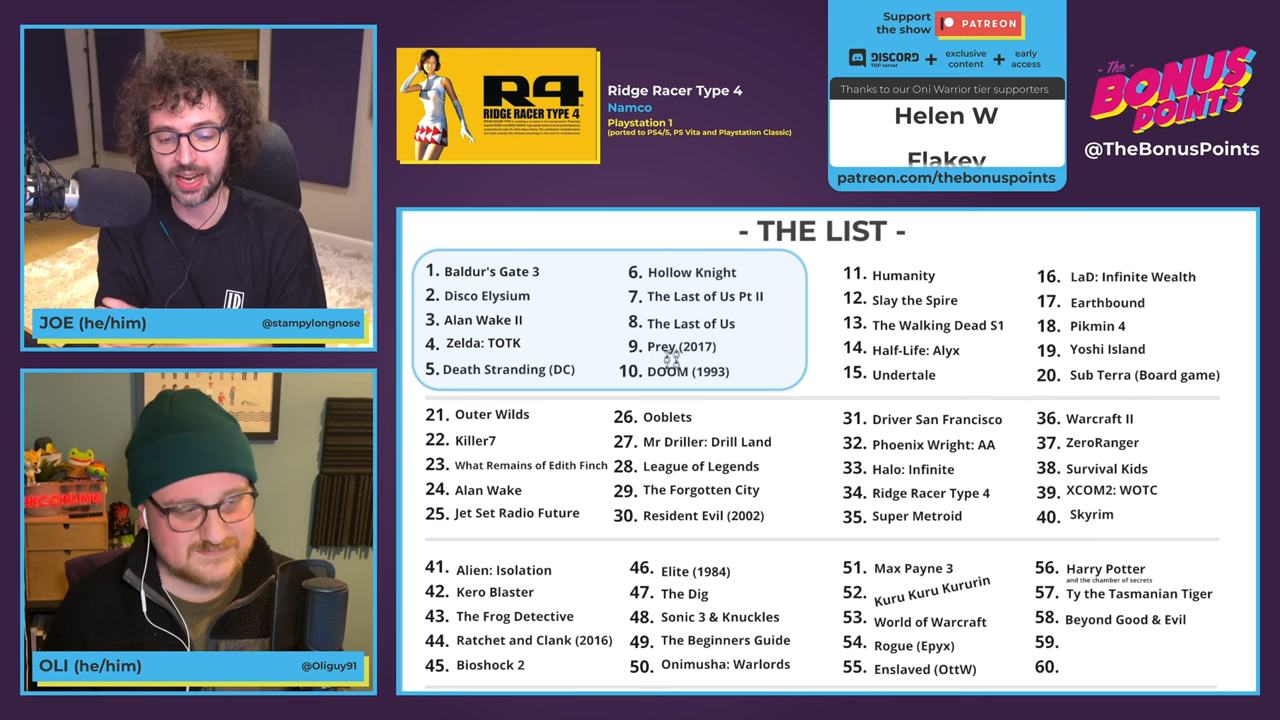 JOE (he/him)
@stampylongnose
RECORDING
OLI (he/him)
@Oliguy91
R4
RIDGE RACER TYPE 4
Ridge Racer Type 4
Namco
Playstation 1
(ported to PS4/5, PS Vita and Playstation Classic)
Support
the show
PATREON
DISCORD
TOP server
+
exclusive
content
+
early
access
Thanks to our Oni Warrior tier supporters
Helen W
Flakey
patreon.com/thebonuspoints
- The -
BONUS
POINTS
@TheBonusPoints
- THE LIST -
1. Baldur's Gate 3
2. Disco Elysium
3. Alan Wake II
4. Zelda: TOTK
5. Death Stranding (DC)
6. Hollow Knight
7. The Last of Us Pt II
8. The Last of Us
9. Prey (2017)
10. DOOM (1993)
11. Humanity
12. Slay the Spire
13. The Walking Dead S1
14. Half-Life: Alyx
15. Undertale
16. LaD: Infinite Wealth
17. Earthbound
18. Pikmin 4
19. Yoshi Island
20. Sub Terra (Board game)
21. Outer Wilds
22. Killer7
23. What Remains of Edith Finch
24. Alan Wake
25. Jet Set Radio Future
26. Ooblets
27. Mr Driller: Drill Land
28. League of Legends
29. The Forgotten City
30. Resident Evil (2002)
31. Driver San Francisco
32. Phoenix Wright: AA
33. Halo: Infinite
34. Ridge Racer Type 4
35. Super Metroid
36. Warcraft II
37. ZeroRanger
38. Survival Kids
39. XCOM2: WOTC
40. Skyrim
41. Alien: Isolation
42. Kero Blaster
43. The Frog Detective
44. Ratchet and Clank (2016)
45. Bioshock 2
46. Elite (1984)
47. The Dig
48. Sonic 3 & Knuckles
49. The Beginners Guide
50. Onimusha: Warlords
51. Max Payne 3
52. Kuru Kuru Kururin
53. World of Warcraft
54. Rogue (Epyx)
55. Enslaved (OttW)
56. Harry Potter
and the chamber of secrets
57. Ty the Tasmanian Tiger
58. Beyond Good & Evil
59.
60.